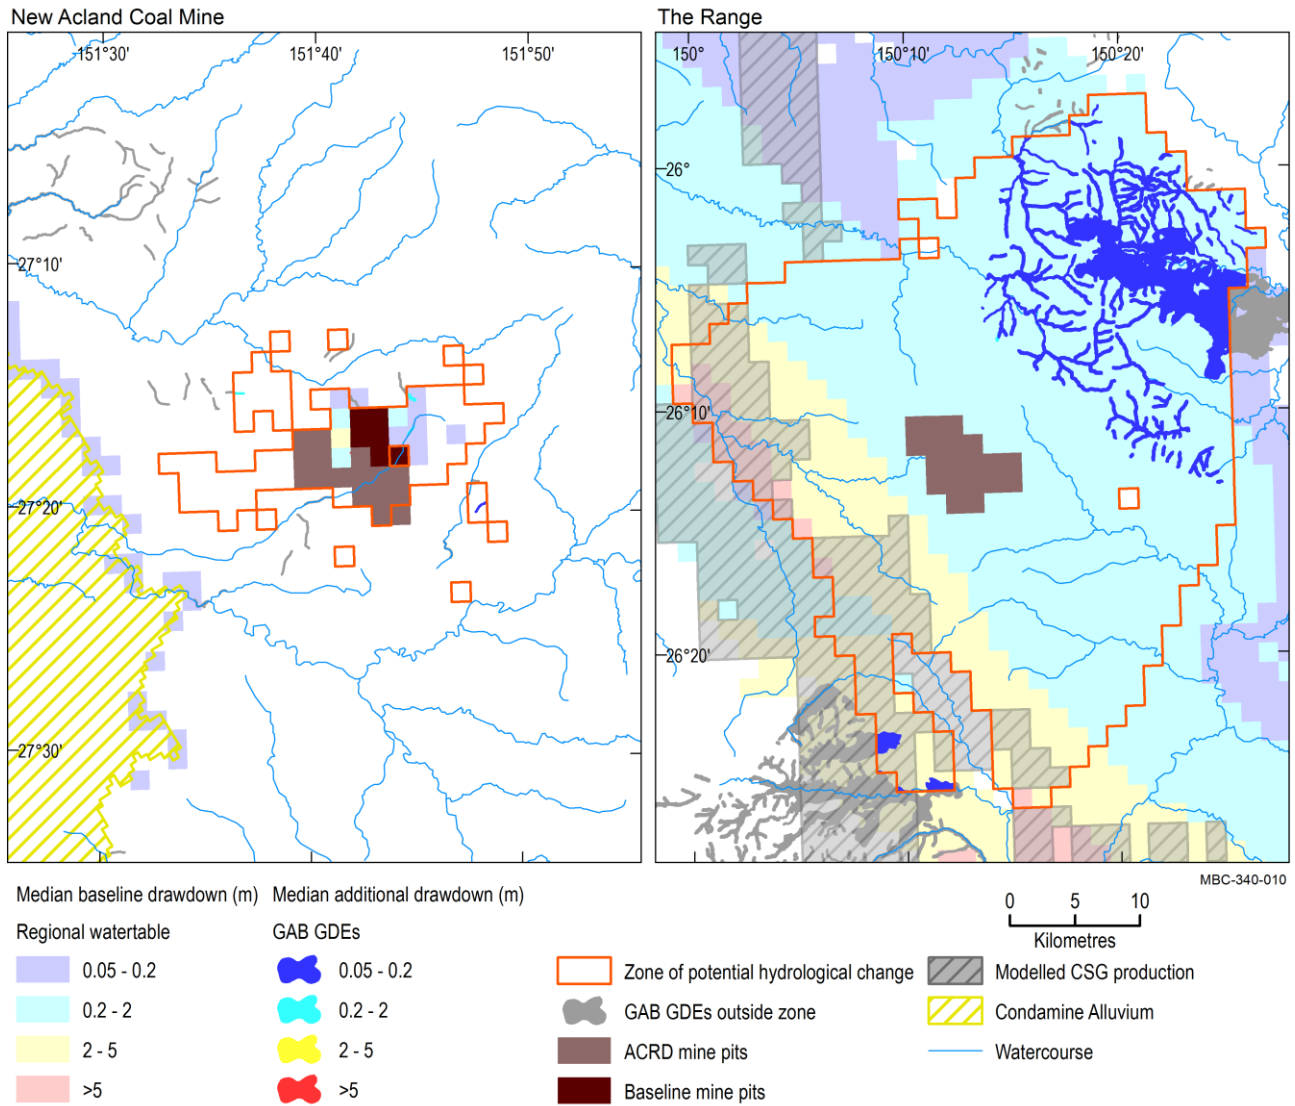 New Acland Coal Mine
The Range
151°30'
151°40'
151°50'
150°
150°10'
150°20'
27°10'
27°20'
27°30'
26°
26°10'
26°20'
MBC-340-010
Median baseline drawdown (m)
Regional watertable
0.05 - 0.2
0.2 - 2
2 - 5
>5
Median additional drawdown (m)
GAB GDEs
0.05 - 0.2
0.2 - 2
2 - 5
>5
Zone of potential hydrological change
GAB GDEs outside zone
ACRD mine pits
Baseline mine pits
0 5 10
Kilometres
Modelled CSG production
Condamine Alluvium
Watercourse